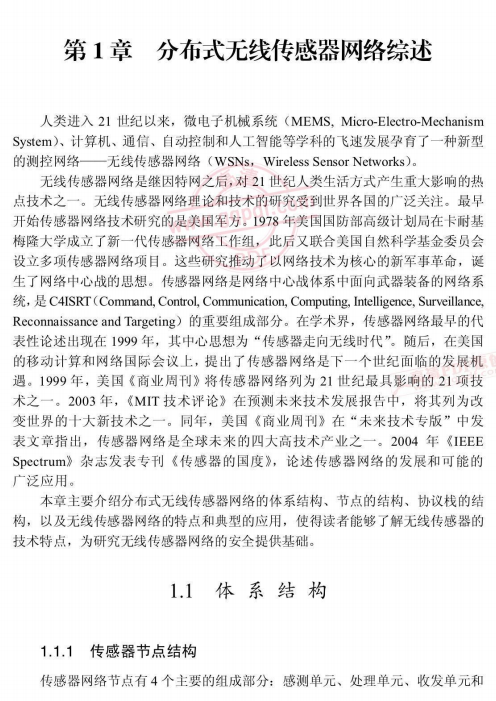 第 1 章 分布式无线传感器网络综述
人类进入 21 世纪以来，微电子机械系统（MEMS, Micro-Electro-Mechanism
System）、计算机、通信、自动控制和人工智能等学科的飞速发展孕育了一种新型
的测控网络——无线传感器网络（WSNs，Wireless Sensor Networks）。
无线传感器网络是继因特网之后，对 21 世纪人类生活方式产生重大影响的热
点技术之一。无线传感器网络理论和技术的研究受到世界各国的广泛关注。最早
开始传感器网络技术研究的是美国军方。1978 年美国国防部高级计划局在卡耐基
梅隆大学成立了新一代传感器网络工作组，此后又联合美国自然科学基金委员会
设立多项传感器网络项目。这些研究推动了以网络技术为核心的新军事革命，诞
生了网络中心战的思想。传感器网络是网络中心战体系中面向武器装备的网络系
统，是 C4ISRT（Command, Control, Communication, Computing, Intelligence, Surveillance,
Reconnaissance and Targeting）的重要组成部分。在学术界，传感器网络最早的代
表性论述出现在 1999 年，其中心思想为“传感器走向无线时代”。随后，在美国
的移动计算和网络国际会议上，提出了传感器网络是下一个世纪面临的发展机
遇。1999 年，美国《商业周刊》将传感器网络列为 21 世纪最具影响的 21 项技
术之一。2003 年，《MIT 技术评论》在预测未来技术发展报告中，将其列为改
变世界的十大新技术之一。同年，美国《商业周刊》在“未来技术专版”中发
表文章指出，传感器网络是全球未来的四大高技术产业之一。2004 年《IEEE
Spectrum》杂志发表专刊《传感器的国度》，论述传感器网络的发展和可能的
广泛应用。
本章主要介绍分布式无线传感器网络的体系结构、节点的结构、协议栈的结
构，以及无线传感器网络的特点和典型的应用，使得读者能够了解无线传感器的
技术特点，为研究无线传感器网络的安全提供基础。
1.1 体 系 结 构
1.1.1 传感器节点结构
传感器网络节点有 4 个主要的组成部分：感测单元、处理单元、收发单元和